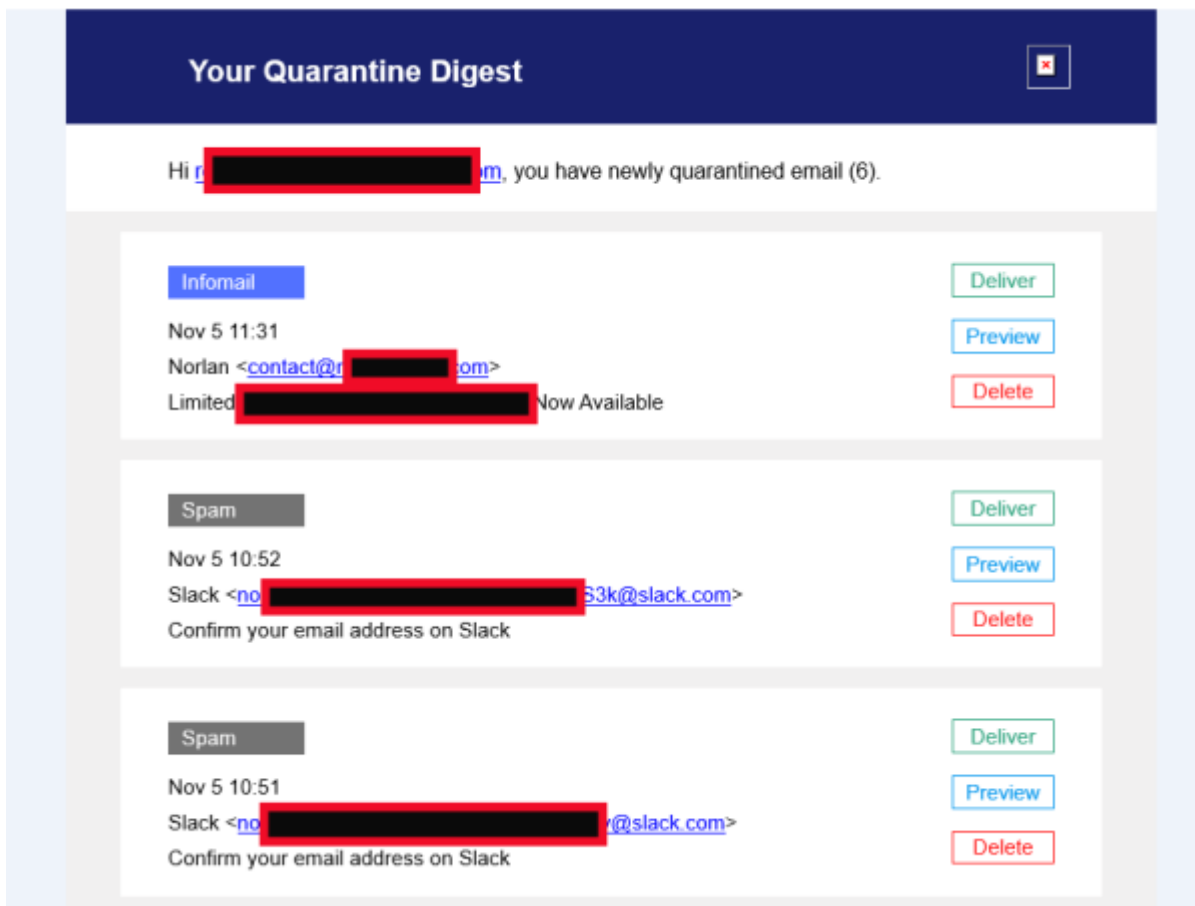 Your Quarantine Digest
Hi r m, you have newly quarantined email (6).
Infomail
Deliver
Nov 5 11:31
Preview
Norlan <contact@r .com>
Limited Now Available
Delete
Spam
Deliver
Nov 5 10:52
Preview
Slack <no S3k@slack.com>
Confirm your email address on Slack
Delete
Spam
Deliver
Nov 5 10:51
Preview
Slack <no @slack.com>
Confirm your email address on Slack
Delete